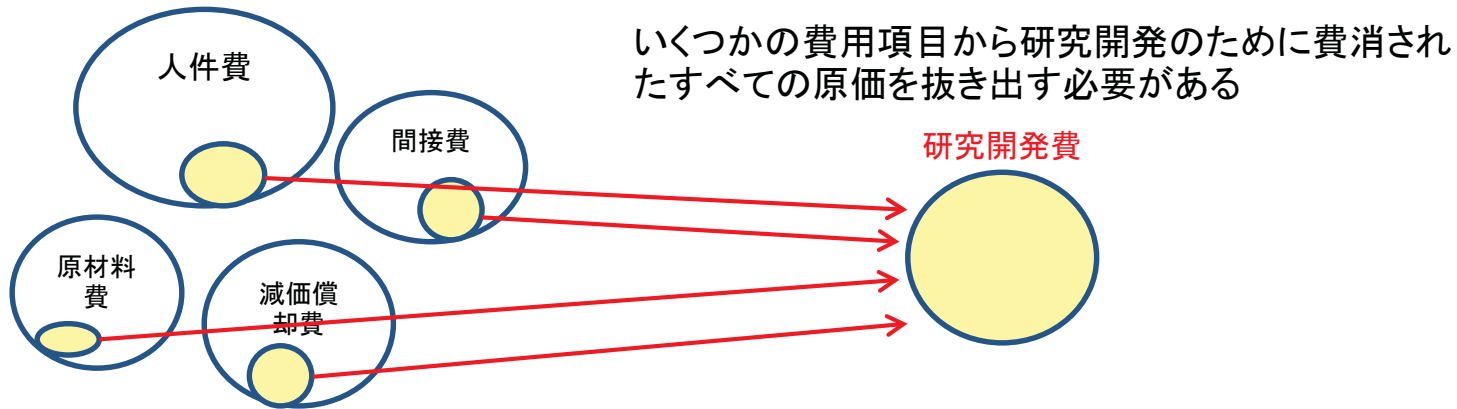 いくつかの費用項目から研究開発のために費消され
たすべての原価を抜き出す必要がある
人件費
間接費
研究開発費
原材料
費
減価償
却費